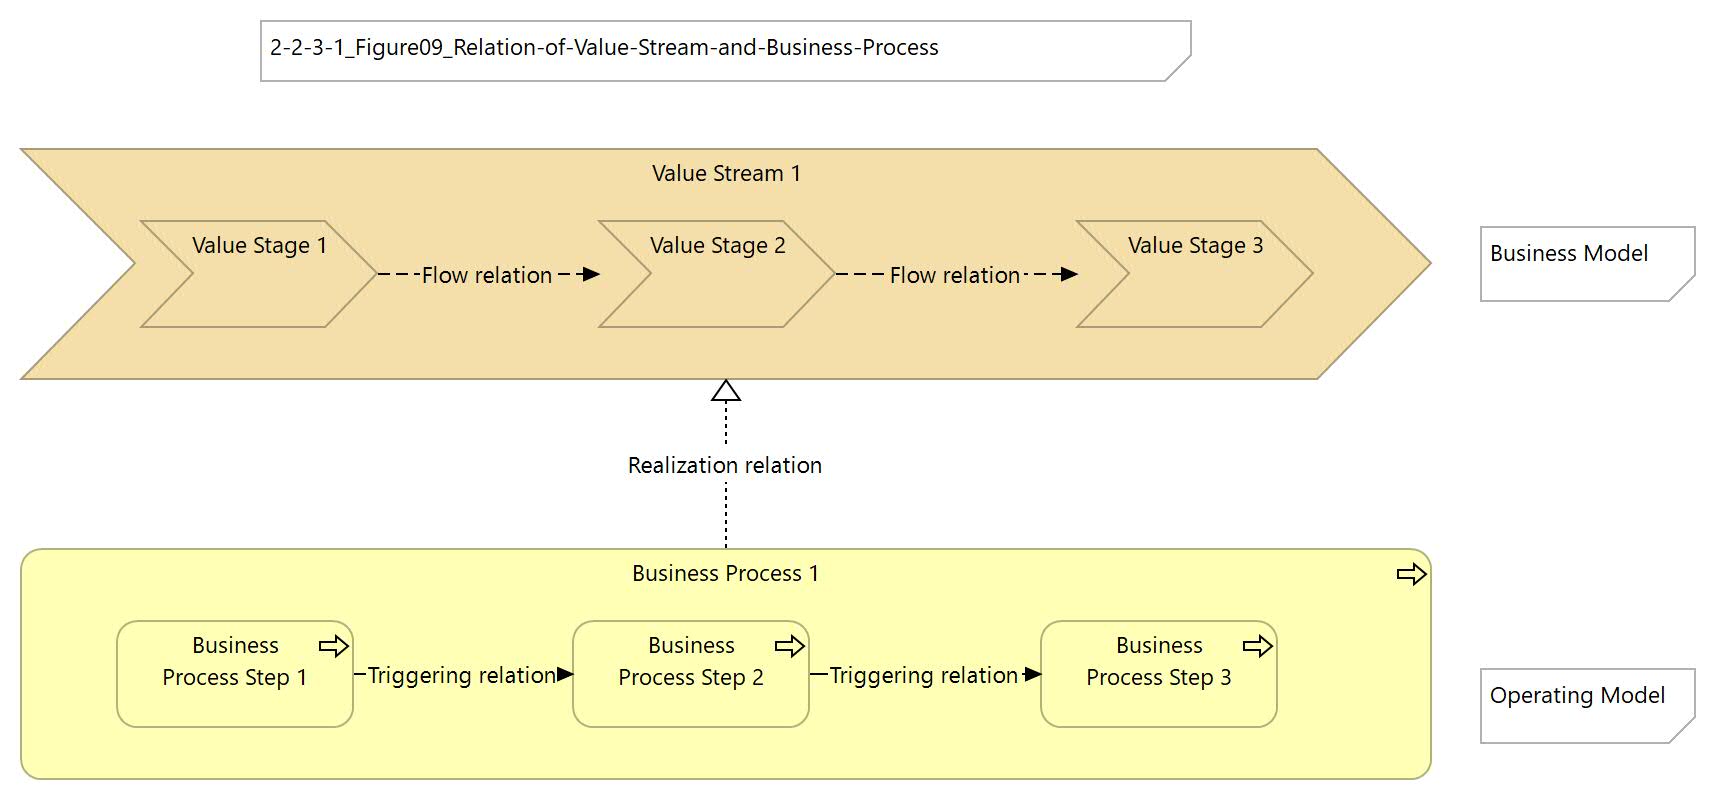 2-2-3-1_Figure09_Relation-of-Value-Stream-and-Business-Process
Value Stream 1
Value Stage 1
Flow relation
Value Stage 2
Flow relation
Value Stage 3
Business Model
Realization relation
Business Process 1
Business
Process Step 1
Triggering relation
Business
Process Step 2
Triggering relation
Business
Process Step 3
Operating Model